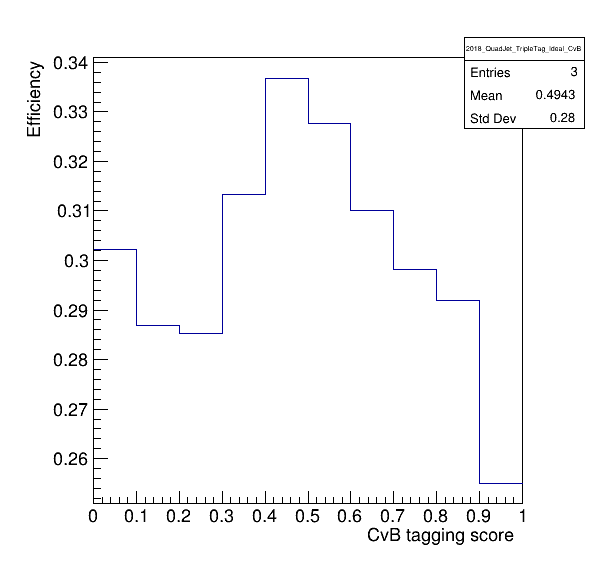 2018_QuadJet_TripleTag_Ideal_CvB
Entries 3
Mean 0.4943
Std Dev 0.28
Efficiency
0.34
0.33
0.32
0.31
0.3
0.29
0.28
0.27
0.26
0 0.1 0.2 0.3 0.4 0.5 0.6 0.7 0.8 0.9 1
CvB tagging score